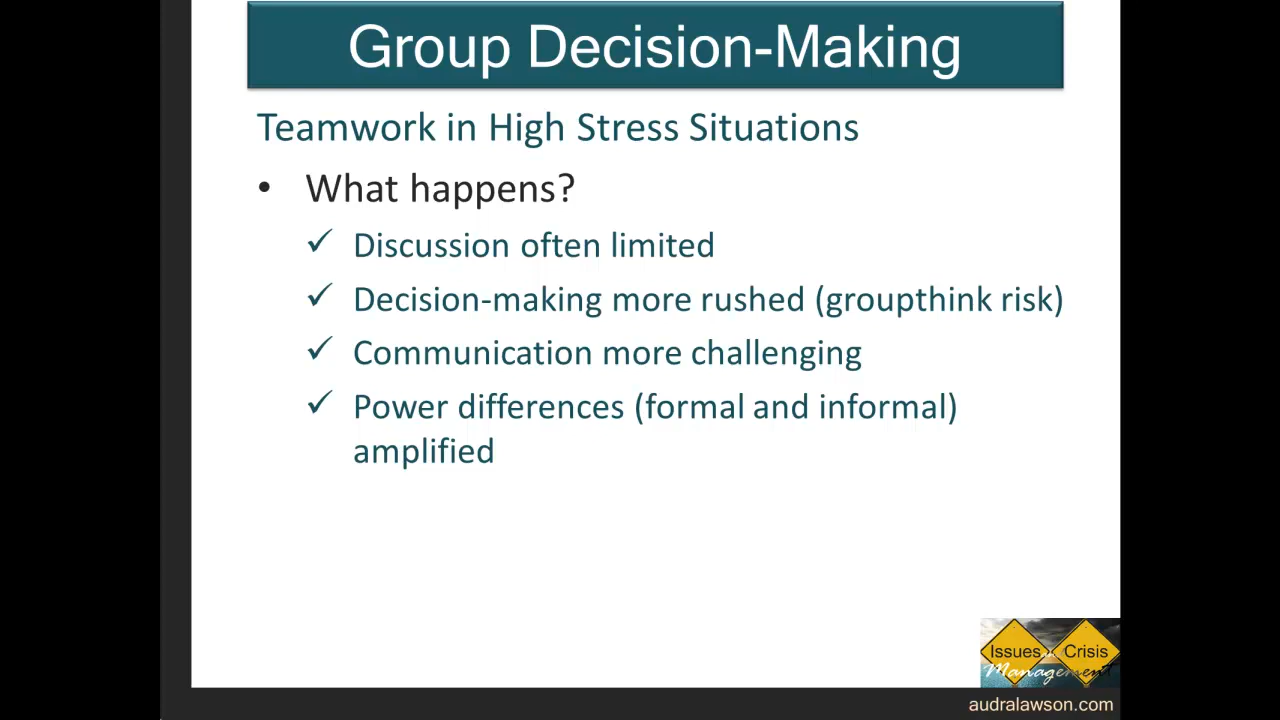 Group Decision-Making
Teamwork in High Stress Situations
• What happens?
✓ Discussion often limited
✓ Decision-making more rushed (groupthink risk)
✓ Communication more challenging
✓ Power differences (formal and informal)
amplified
Issues Crisis
Management
audralawson.com